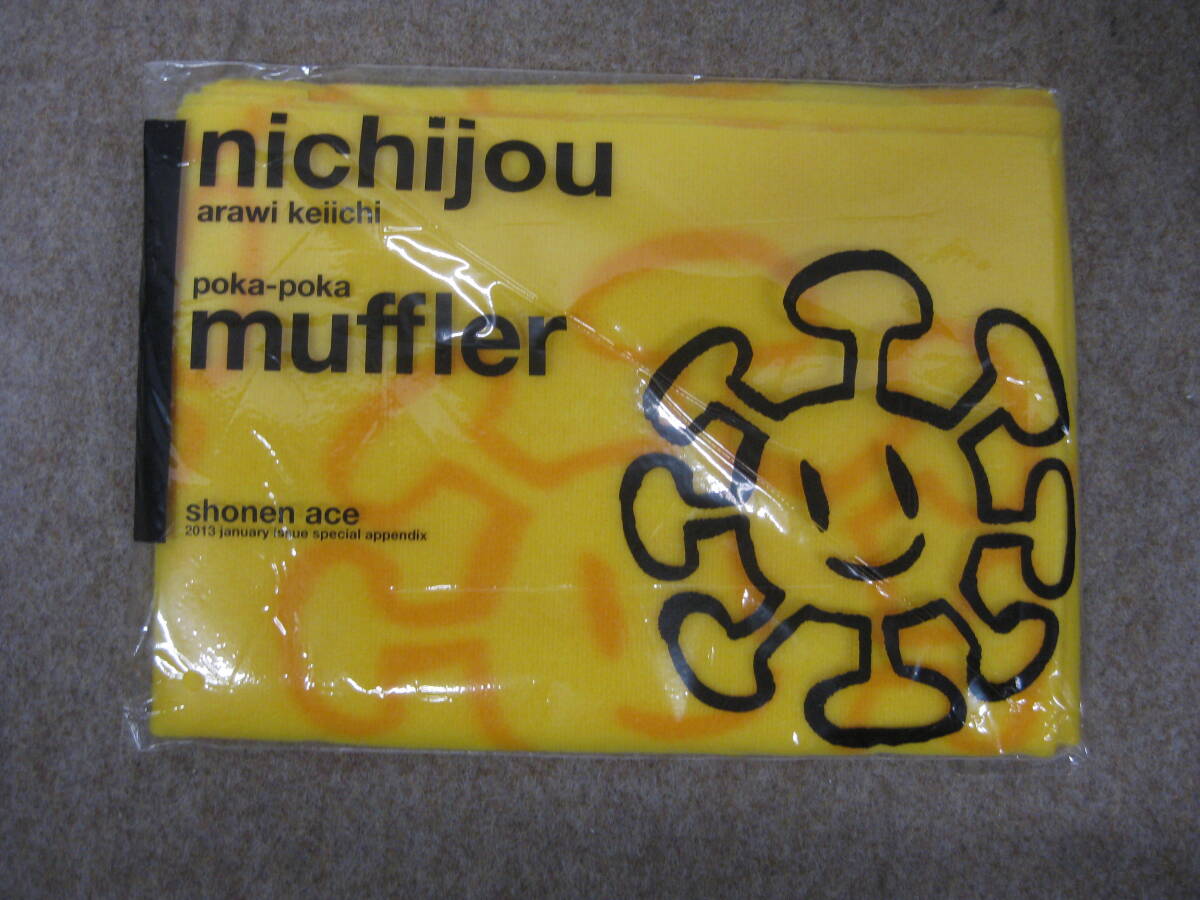 nichijou
arawi keiichi
poka-poka
muffler
shonen ace
2013 january issue special appendix